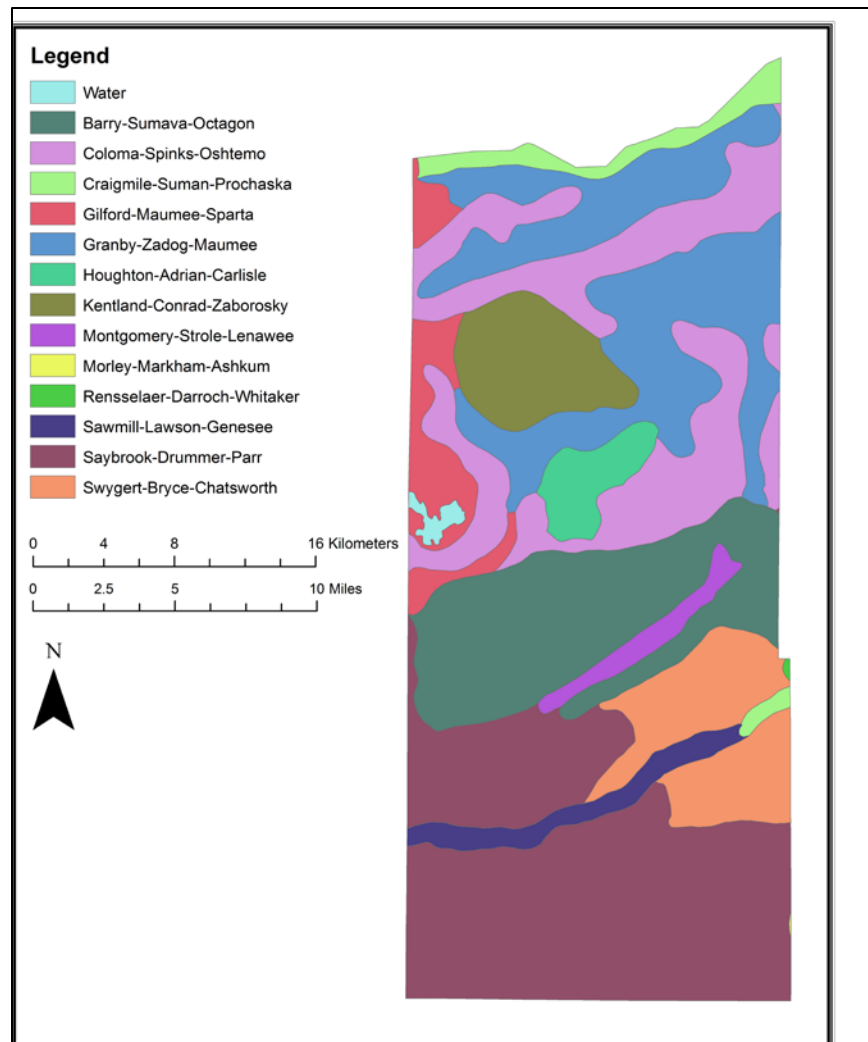 Legend
Water
Barry-Sumava-Octagon
Coloma-Spinks-Oshtemo
Craigmile-Suman-Prochaska
Gilford-Maumee-Sparta
Granby-Zadog-Maumee
Houghton-Adrian-Carlisle
Kentland-Conrad-Zaborosky
Montgomery-Strole-Lenawee
Morley-Markham-Ashkum
Rensselaer-Darroch-Whitaker
Sawmill-Lawson-Genesee
Saybrook-Drummer-Parr
Swygert-Bryce-Chatsworth
0 4 8 16 Kilometers
0 2.5 5 10 Miles
N